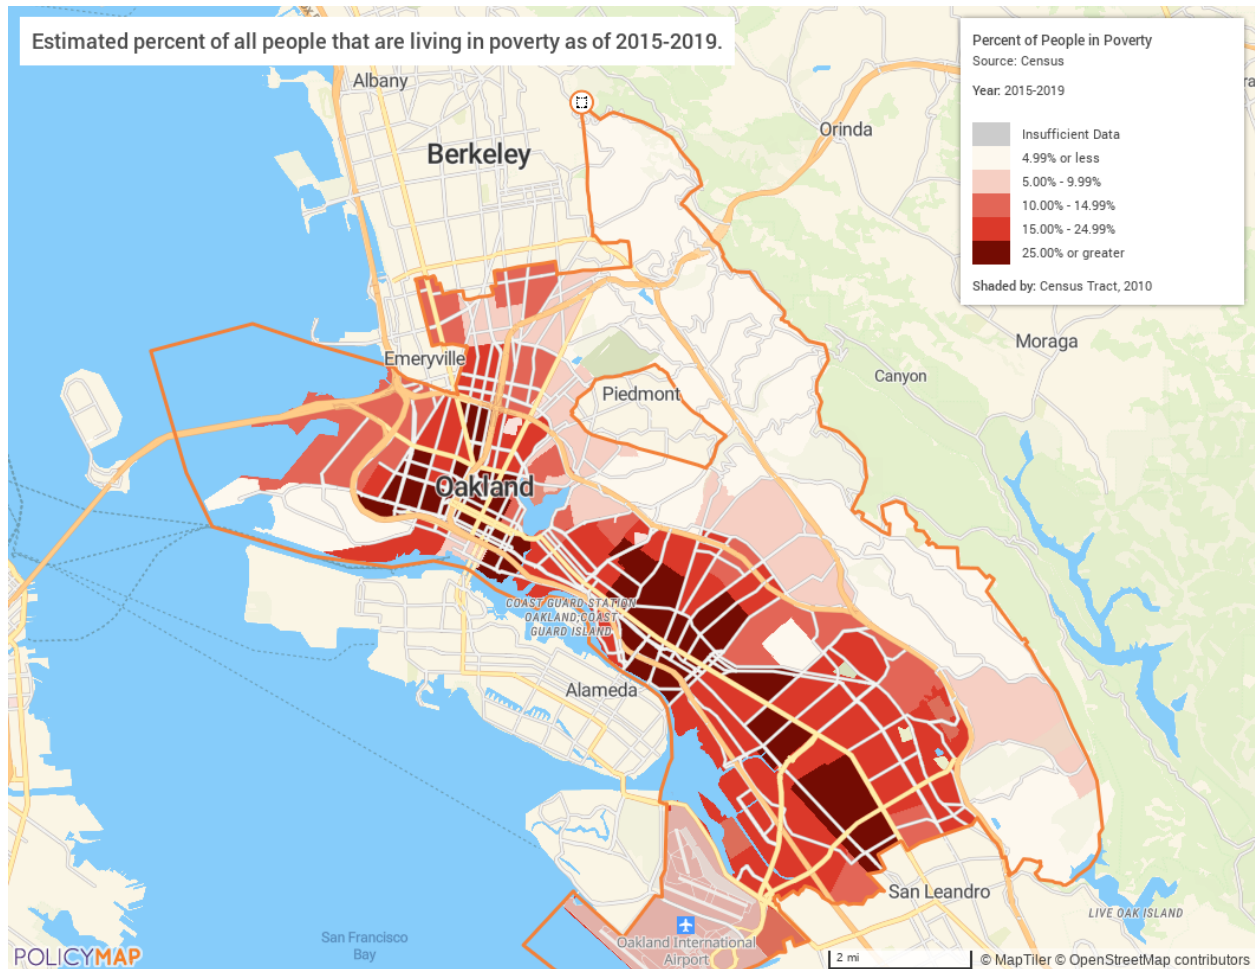 Estimated percent of all people that are living in poverty as of 2015-2019.
Percent of People in Poverty
Source: Census
Year: 2015-2019
Insufficient Data
4.99% or less
5.00% - 9.99%
10.00% - 14.99%
15.00% - 24.99%
25.00% or greater
Shaded by: Census Tract, 2010
Albany
Orinda
Berkeley
Moraga
Emeryville
Canyon
Piedmont
Oakland
COAST GUARD STATION
OAKLAND;COAST
GUARD ISLAND
Alameda
San Leandro
LIVE OAK ISLAND
San Francisco
Bay
Oakland International
Airport
POLICYMAP
2 mi
© MapTiler © OpenStreetMap contributors